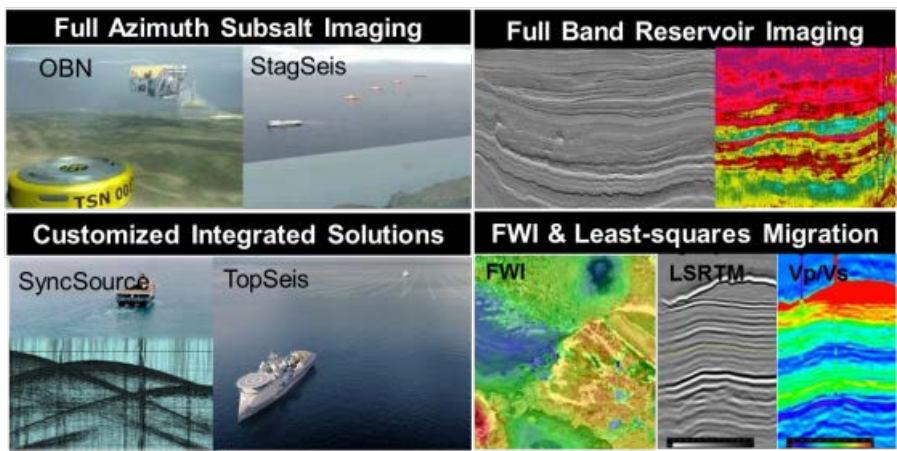 Full Azimuth Subsalt Imaging
OBN
StagSeis
TSN 001
Full Band Reservoir Imaging
Customized Integrated Solutions
SyncSource
TopSeis
FWI & Least-squares Migration
FWI
LSRTM
Vp/Vs